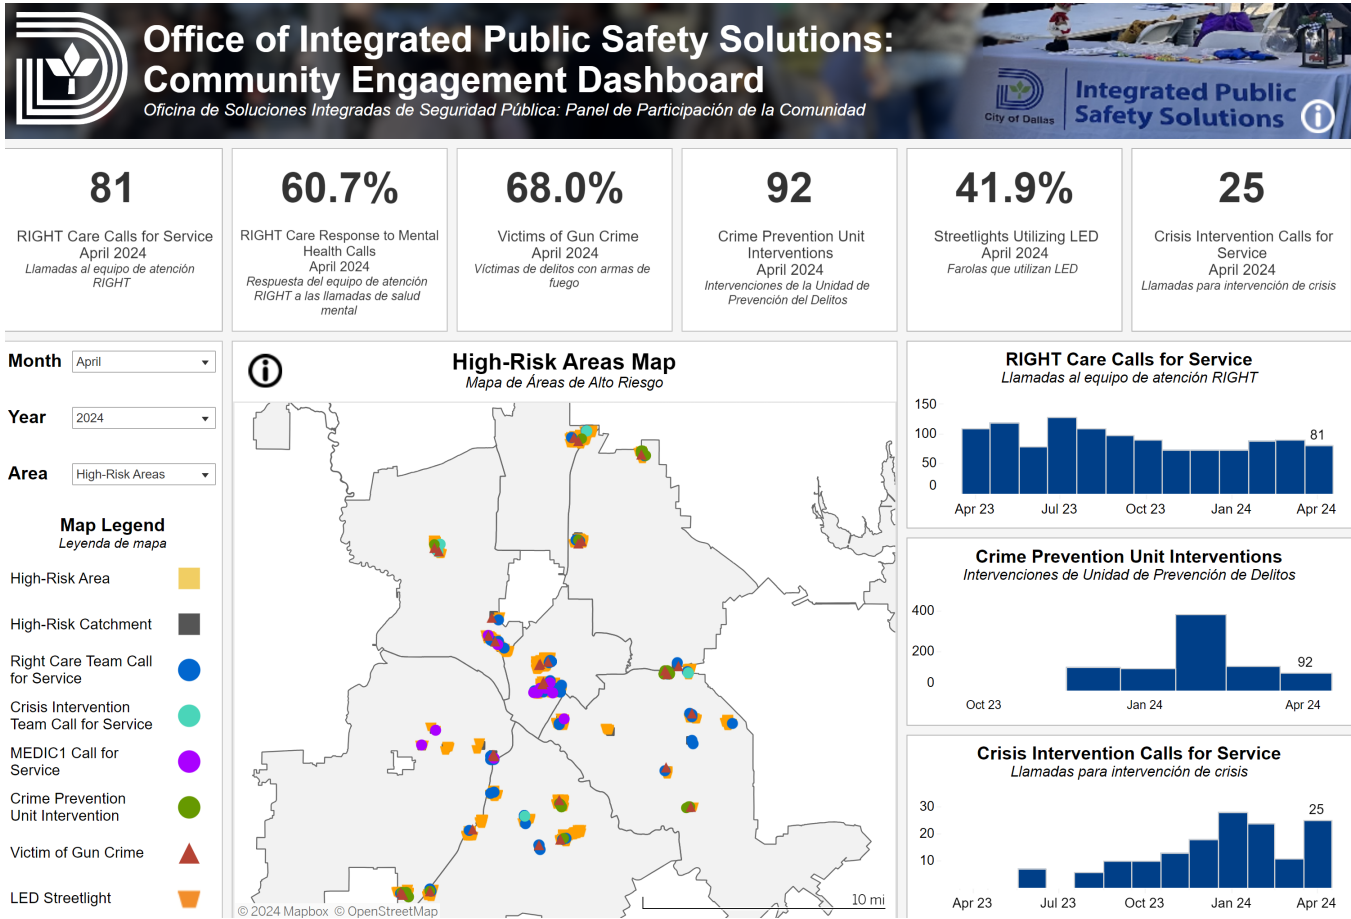 Office of Integrated Public Safety Solutions:
Community Engagement Dashboard
Oficina de Soluciones Integradas de Seguridad Pública: Panel de Participación de la Comunidad
City of Dallas
Integrated Public
Safety Solutions
81
RIGHT Care Calls for Service
April 2024
Llamadas al equipo de atención
RIGHT
60.7%
RIGHT Care Response to Mental
Health Calls
April 2024
Respuesta del equipo de atención
RIGHT a las llamadas de salud
mental
68.0%
Victims of Gun Crime
April 2024
Víctimas de delitos con armas de
fuego
92
Crime Prevention Unit
Interventions
April 2024
Intervenciones de la Unidad de
Prevención del Delitos
41.9%
Streetlights Utilizing LED
April 2024
Farolas que utilizan LED
25
Crisis Intervention Calls for
Service
April 2024
Llamadas para intervención de crisis
Month
April
Year
2024
Area
High-Risk Areas
Map Legend
Leyenda de mapa
High-Risk Area
High-Risk Catchment
Right Care Team Call
for Service
Crisis Intervention
Team Call for Service
MEDIC1 Call for
Service
Crime Prevention
Unit Intervention
Victim of Gun Crime
LED Streetlight
High-Risk Areas Map
Mapa de Áreas de Alto Riesgo
10 mi
© 2024 Mapbox © OpenStreetMap
RIGHT Care Calls for Service
Llamadas al equipo de atención RIGHT
150
100
50
0
81
Apr 23 Jul 23 Oct 23 Jan 24 Apr 24
Crime Prevention Unit Interventions
Intervenciones de Unidad de Prevención de Delitos
400
200
0
92
Oct 23 Jan 24 Apr 24
Crisis Intervention Calls for Service
Llamadas para intervención de crisis
30
20
10
25
Apr 23 Jul 23 Oct 23 Jan 24 Apr 24